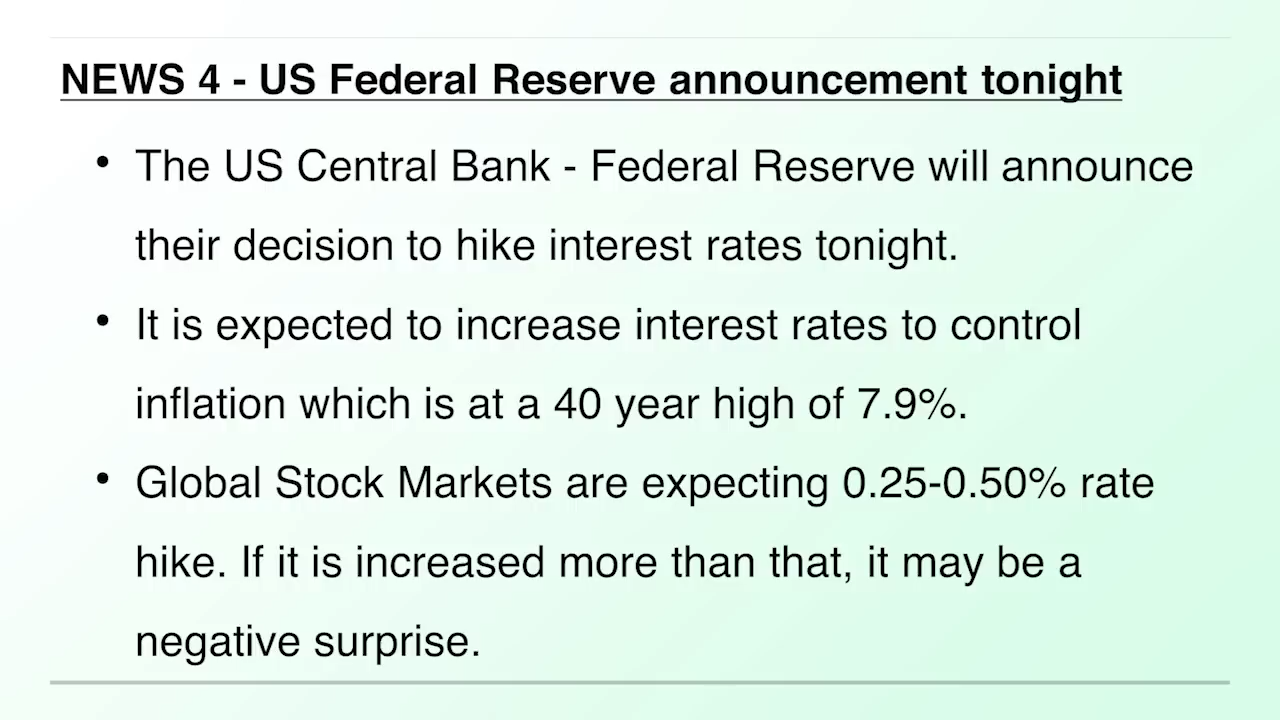 NEWS 4 - US Federal Reserve announcement tonight
• The US Central Bank - Federal Reserve will announce
their decision to hike interest rates tonight.
• It is expected to increase interest rates to control
inflation which is at a 40 year high of 7.9%.
• Global Stock Markets are expecting 0.25-0.50% rate
hike. If it is increased more than that, it may be a
negative surprise.